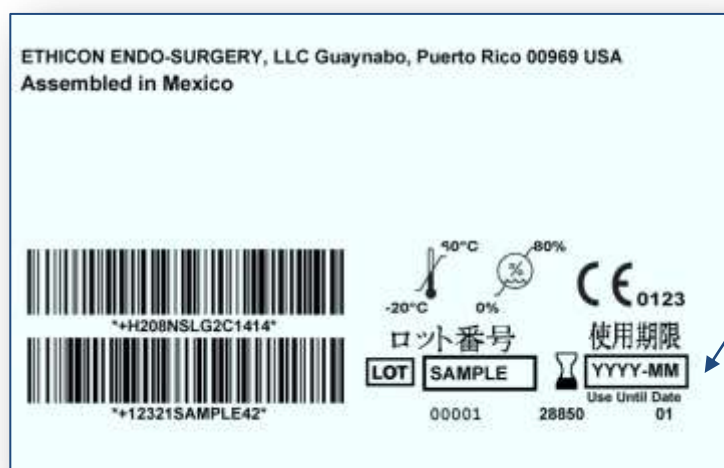 ETHICON ENDO-SURGERY, LLC Guaynabo, Puerto Rico 00969 USA
Assembled in Mexico
60°C
80%
%
-20°C
0%
CE 0123
*+H208NSLG2C1414*
ロット番号
使用期限
LOT SAMPLE
YYYY-MM
Use Until Date
*+12321SAMPLE42*
00001
28850
01